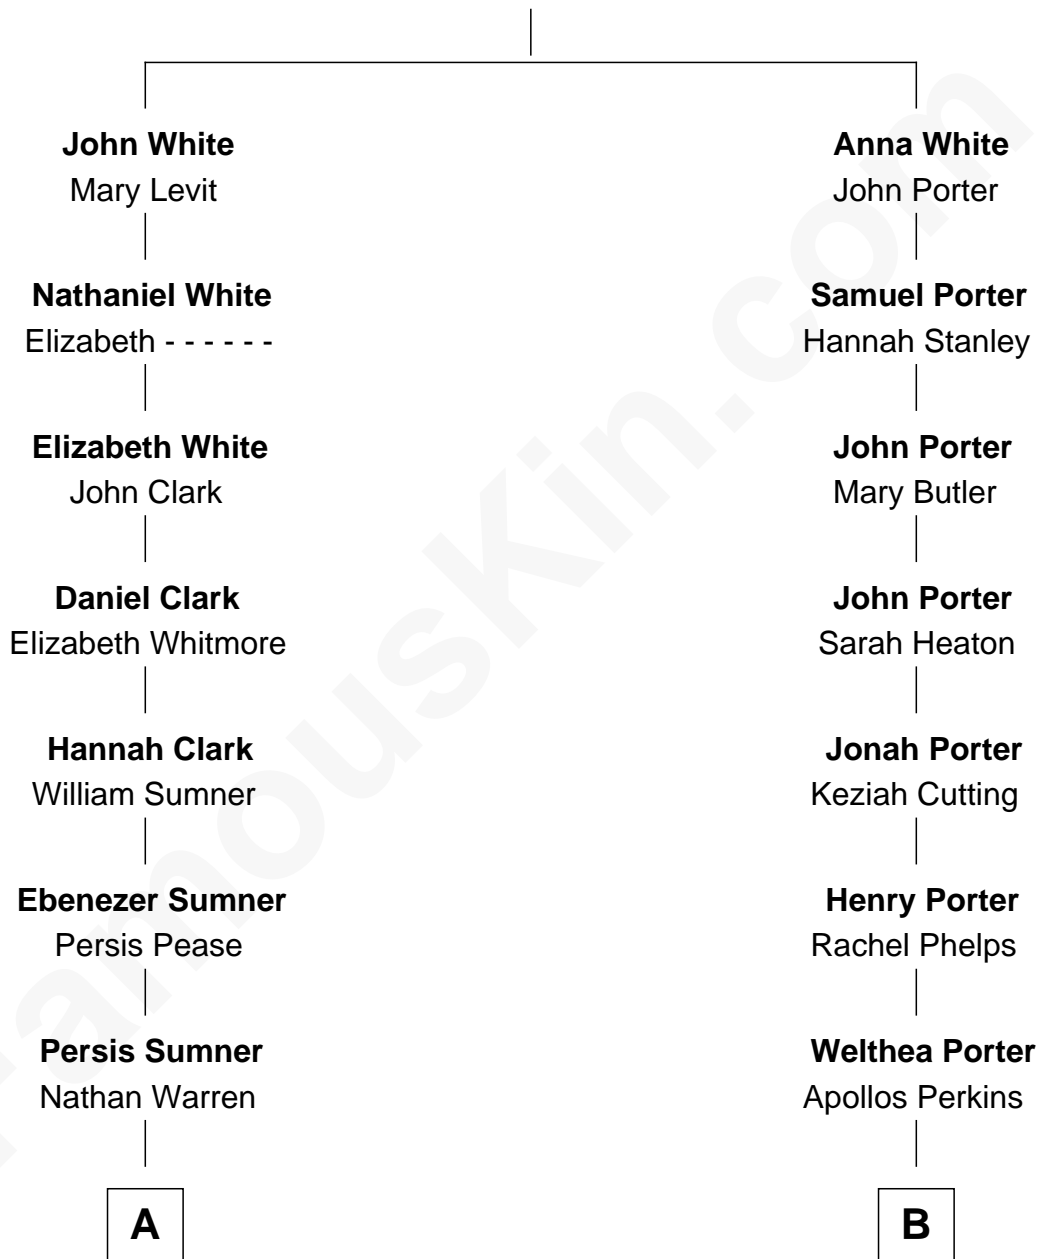 John White
Mary Levit
Nathaniel White
Elizabeth - - - - - -
Elizabeth White
John Clark
Daniel Clark
Elizabeth Whitmore
Hannah Clark
William Sumner
Ebenezer Sumner
Persis Pease
Persis Sumner
Nathan Warren
A
Anna White
John Porter
Samuel Porter
Hannah Stanley
John Porter
Mary Butler
John Porter
Sarah Heaton
Jonah Porter
Keziah Cutting
Henry Porter
Rachel Phelps
Welthea Porter
Apollos Perkins
B
FamousKin.com